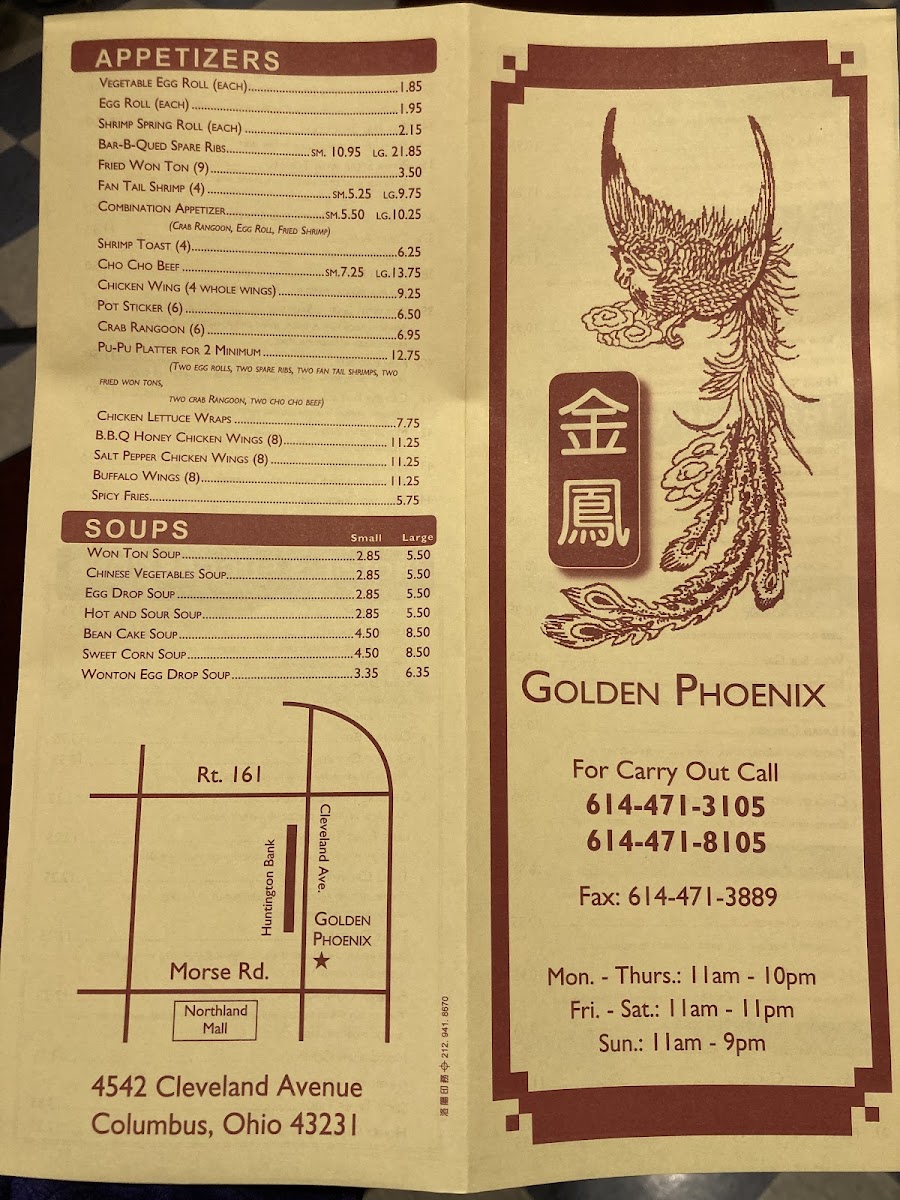 APPETIZERS
VEGETABLE EGG ROLL (EACH)..........1.85
EGG ROLL (EACH)..........1.95
SHRIMP SPRING ROLL (EACH)..........2.15
BAR-B-QUED SPARE RIBS..........SM. 10.95 LG. 21.85
FRIED WON TON (9)..........3.50
FAN TAIL SHRIMP (4)..........SM.5.25 LG.9.75
COMBINATION APPETIZER..........SM.5.50 LG.10.25
(CRAB RANGOON, EGG ROLL, FRIED SHRIMP)
SHRIMP TOAST (4)..........6.25
CHO CHO BEEF..........SM.7.25 LG.13.75
CHICKEN WING (4 WHOLE WINGS)..........9.25
POT STICKER (6)..........6.50
CRAB RANGOON (6)..........6.95
PU-PU PLATTER FOR 2 MINIMUM..........12.75
(TWO EGG ROLLS, TWO SPARE RIBS, TWO FAN TAIL SHRIMPS, TWO
FRIED WON TONS,
TWO CRAB RANGOON, TWO CHO CHO BEEF)
CHICKEN LETTUCE WRAPS..........7.75
B.B.Q HONEY CHICKEN WINGS (8)..........11.25
SALT PEPPER CHICKEN WINGS (8)..........11.25
BUFFALO WINGS (8)..........11.25
SPICY FRIES..........5.75
SOUPS Small Large
WON TON SOUP..........2.85 5.50
CHINESE VEGETABLES SOUP..........2.85 5.50
EGG DROP SOUP..........2.85 5.50
HOT AND SOUR SOUP..........2.85 5.50
BEAN CAKE SOUP..........4.50 8.50
SWEET CORN SOUP..........4.50 8.50
WONTON EGG DROP SOUP..........3.35 6.35
Rt. 161
Cleveland Ave.
Huntington Bank
GOLDEN
PHOENIX
Morse Rd.
Northland
Mall
212. 941. 8670
4542 Cleveland Avenue
Columbus, Ohio 43231
金
鳳
GOLDEN PHOENIX
For Carry Out Call
614-471-3105
614-471-8105
Fax: 614-471-3889
Mon. - Thurs.: 11am - 10pm
Fri. - Sat.: 11am - 11pm
Sun.: 11am - 9pm